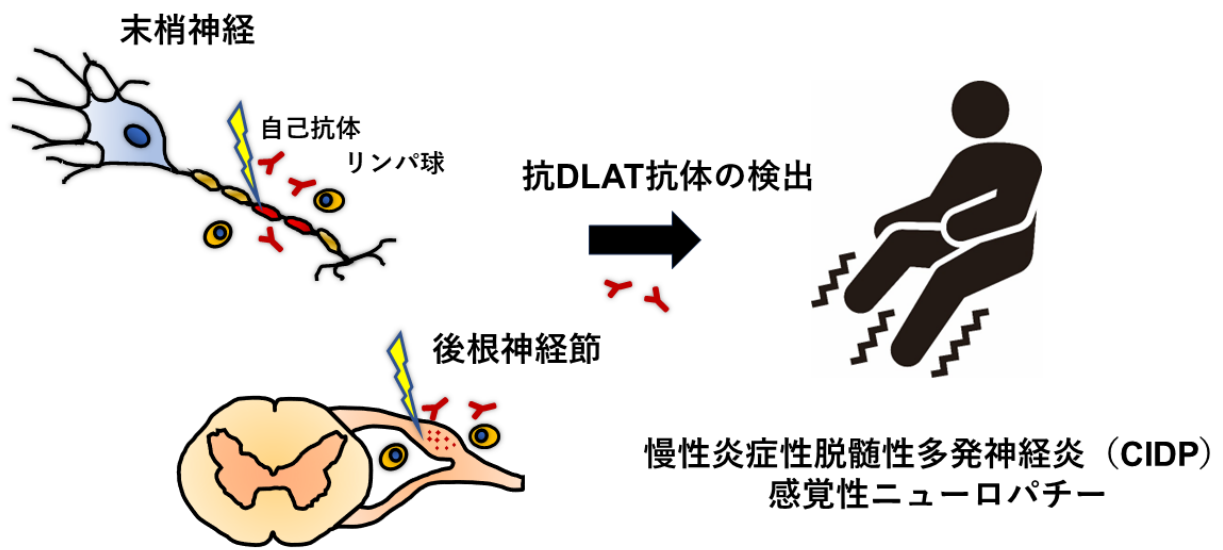 末梢神経
自己抗体
リンパ球
抗DLAT抗体の検出
後根神経節
慢性炎症性脱髄性多発神経炎（CIDP）
感覚性ニューロパチー